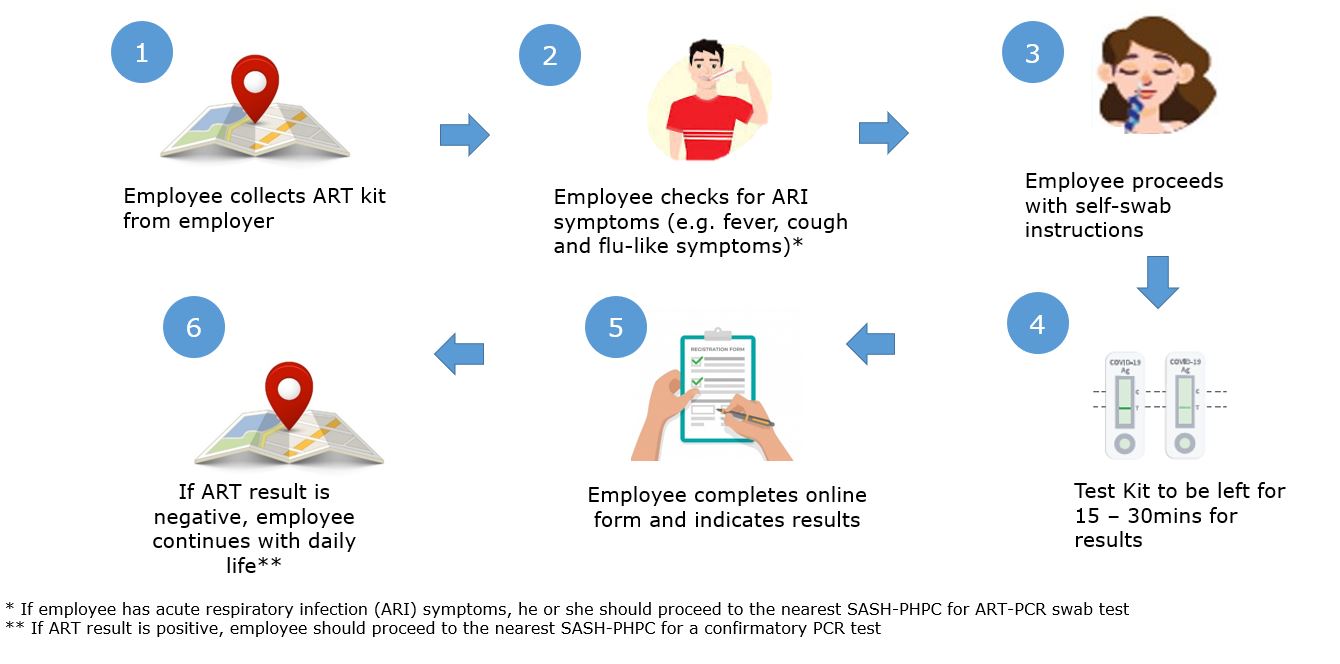 1
Employee collects ART kit
from employer
2
Employee checks for ARI
symptoms (e.g. fever, cough
and flu-like symptoms)*
3
Employee proceeds
with self-swab
instructions
4
COVID-19
Ag
C
T
COVID-19
Ag
C
T
Test Kit to be left for
15 – 30mins for
results
5
REGISTRATION FORM
Employee completes online
form and indicates results
6
If ART result is
negative, employee
continues with daily
life**
* If employee has acute respiratory infection (ARI) symptoms, he or she should proceed to the nearest SASH-PHPC for ART-PCR swab test
** If ART result is positive, employee should proceed to the nearest SASH-PHPC for a confirmatory PCR test